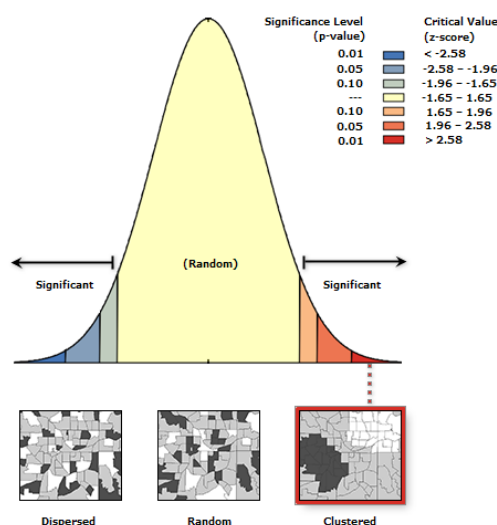 Significance Level Critical Value
(p-value) (z-score)
0.01 < -2.58
0.05 -2.58 – -1.96
0.10 -1.96 – -1.65
--- -1.65 – 1.65
0.10 1.65 – 1.96
0.05 1.96 – 2.58
0.01 > 2.58
(Random)
Significant Significant
Dispersed Random Clustered